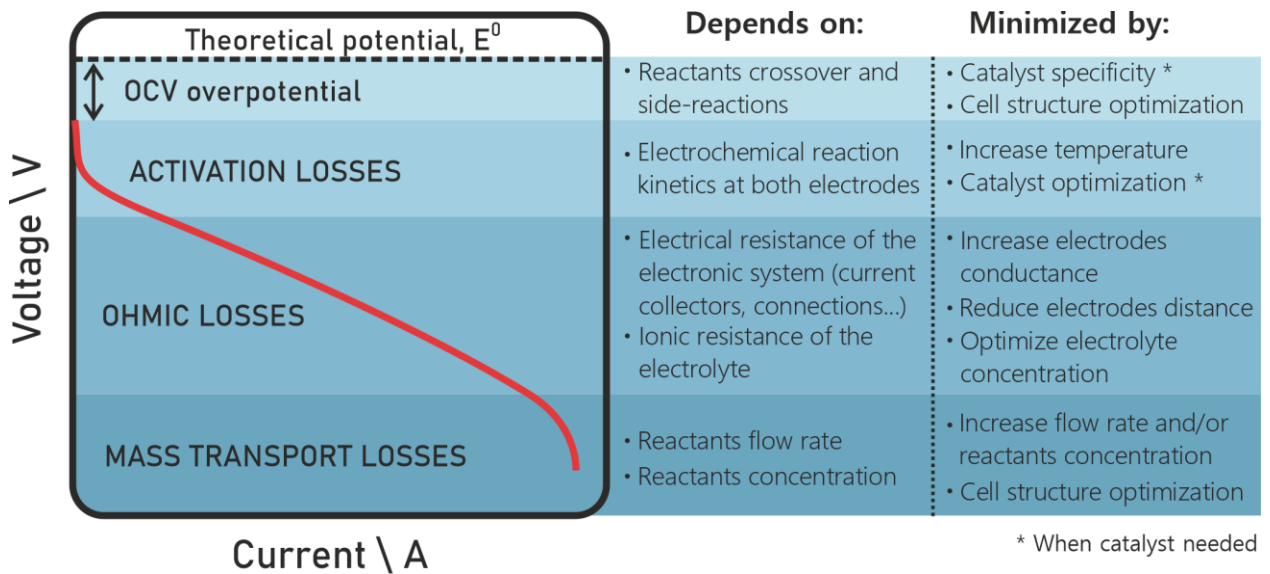 Theoretical potential, E⁰
OCV overpotential
ACTIVATION LOSSES
OHMIC LOSSES
MASS TRANSPORT LOSSES
Voltage \ V
Current \ A
Depends on:
• Reactants crossover and
side-reactions
• Electrochemical reaction
kinetics at both electrodes
• Electrical resistance of the
electronic system (current
collectors, connections...)
• Ionic resistance of the
electrolyte
• Reactants flow rate
• Reactants concentration
Minimized by:
• Catalyst specificity *
• Cell structure optimization
• Increase temperature
• Catalyst optimization *
• Increase electrodes
conductance
• Reduce electrodes distance
• Optimize electrolyte
concentration
• Increase flow rate and/or
reactants concentration
• Cell structure optimization
* When catalyst needed